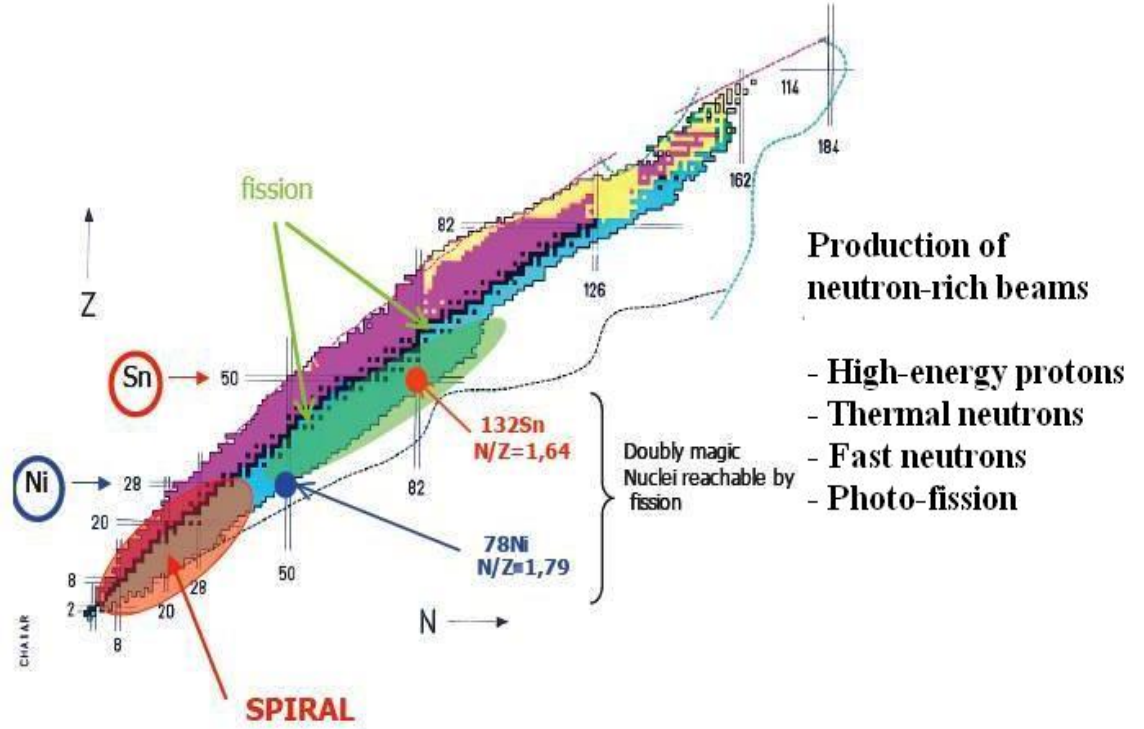 114
184
162
fission
82
126
Z
Production of
neutron-rich beams
Sn
50
- High-energy protons
- Thermal neutrons
- Fast neutrons
- Photo-fission
132Sn
N/Z=1,64
Doubly magic
Nuclei reachable by
fission
Ni
28
82
20
78Ni
N/Z=1,79
50
8
28
2
20
N
8
CHABAR
SPIRAL